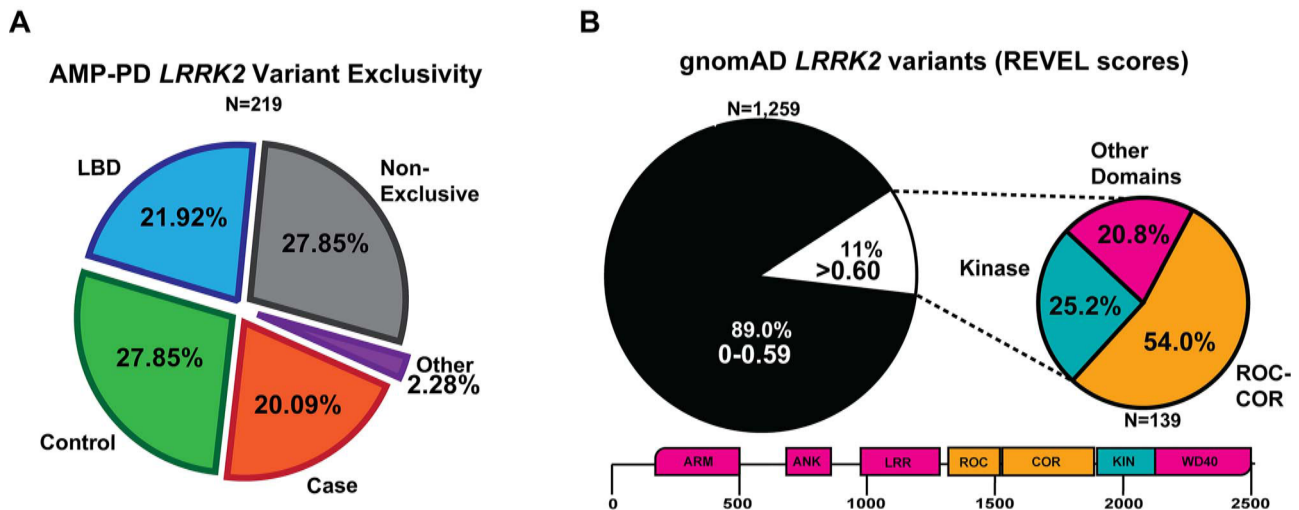 A
AMP-PD LRRK2 Variant Exclusivity
N=219
LBD
21.92%
Non-
Exclusive
27.85%
27.85%
Control
20.09%
Case
Other
2.28%
B
gnomAD LRRK2 variants (REVEL scores)
N=1,259
11%
>0.60
89.0%
0-0.59
Other
Domains
20.8%
Kinase
25.2%
54.0%
ROC-
COR
N=139
ARM ANK LRR ROC COR KIN WD40
0 500 1000 1500 2000 2500